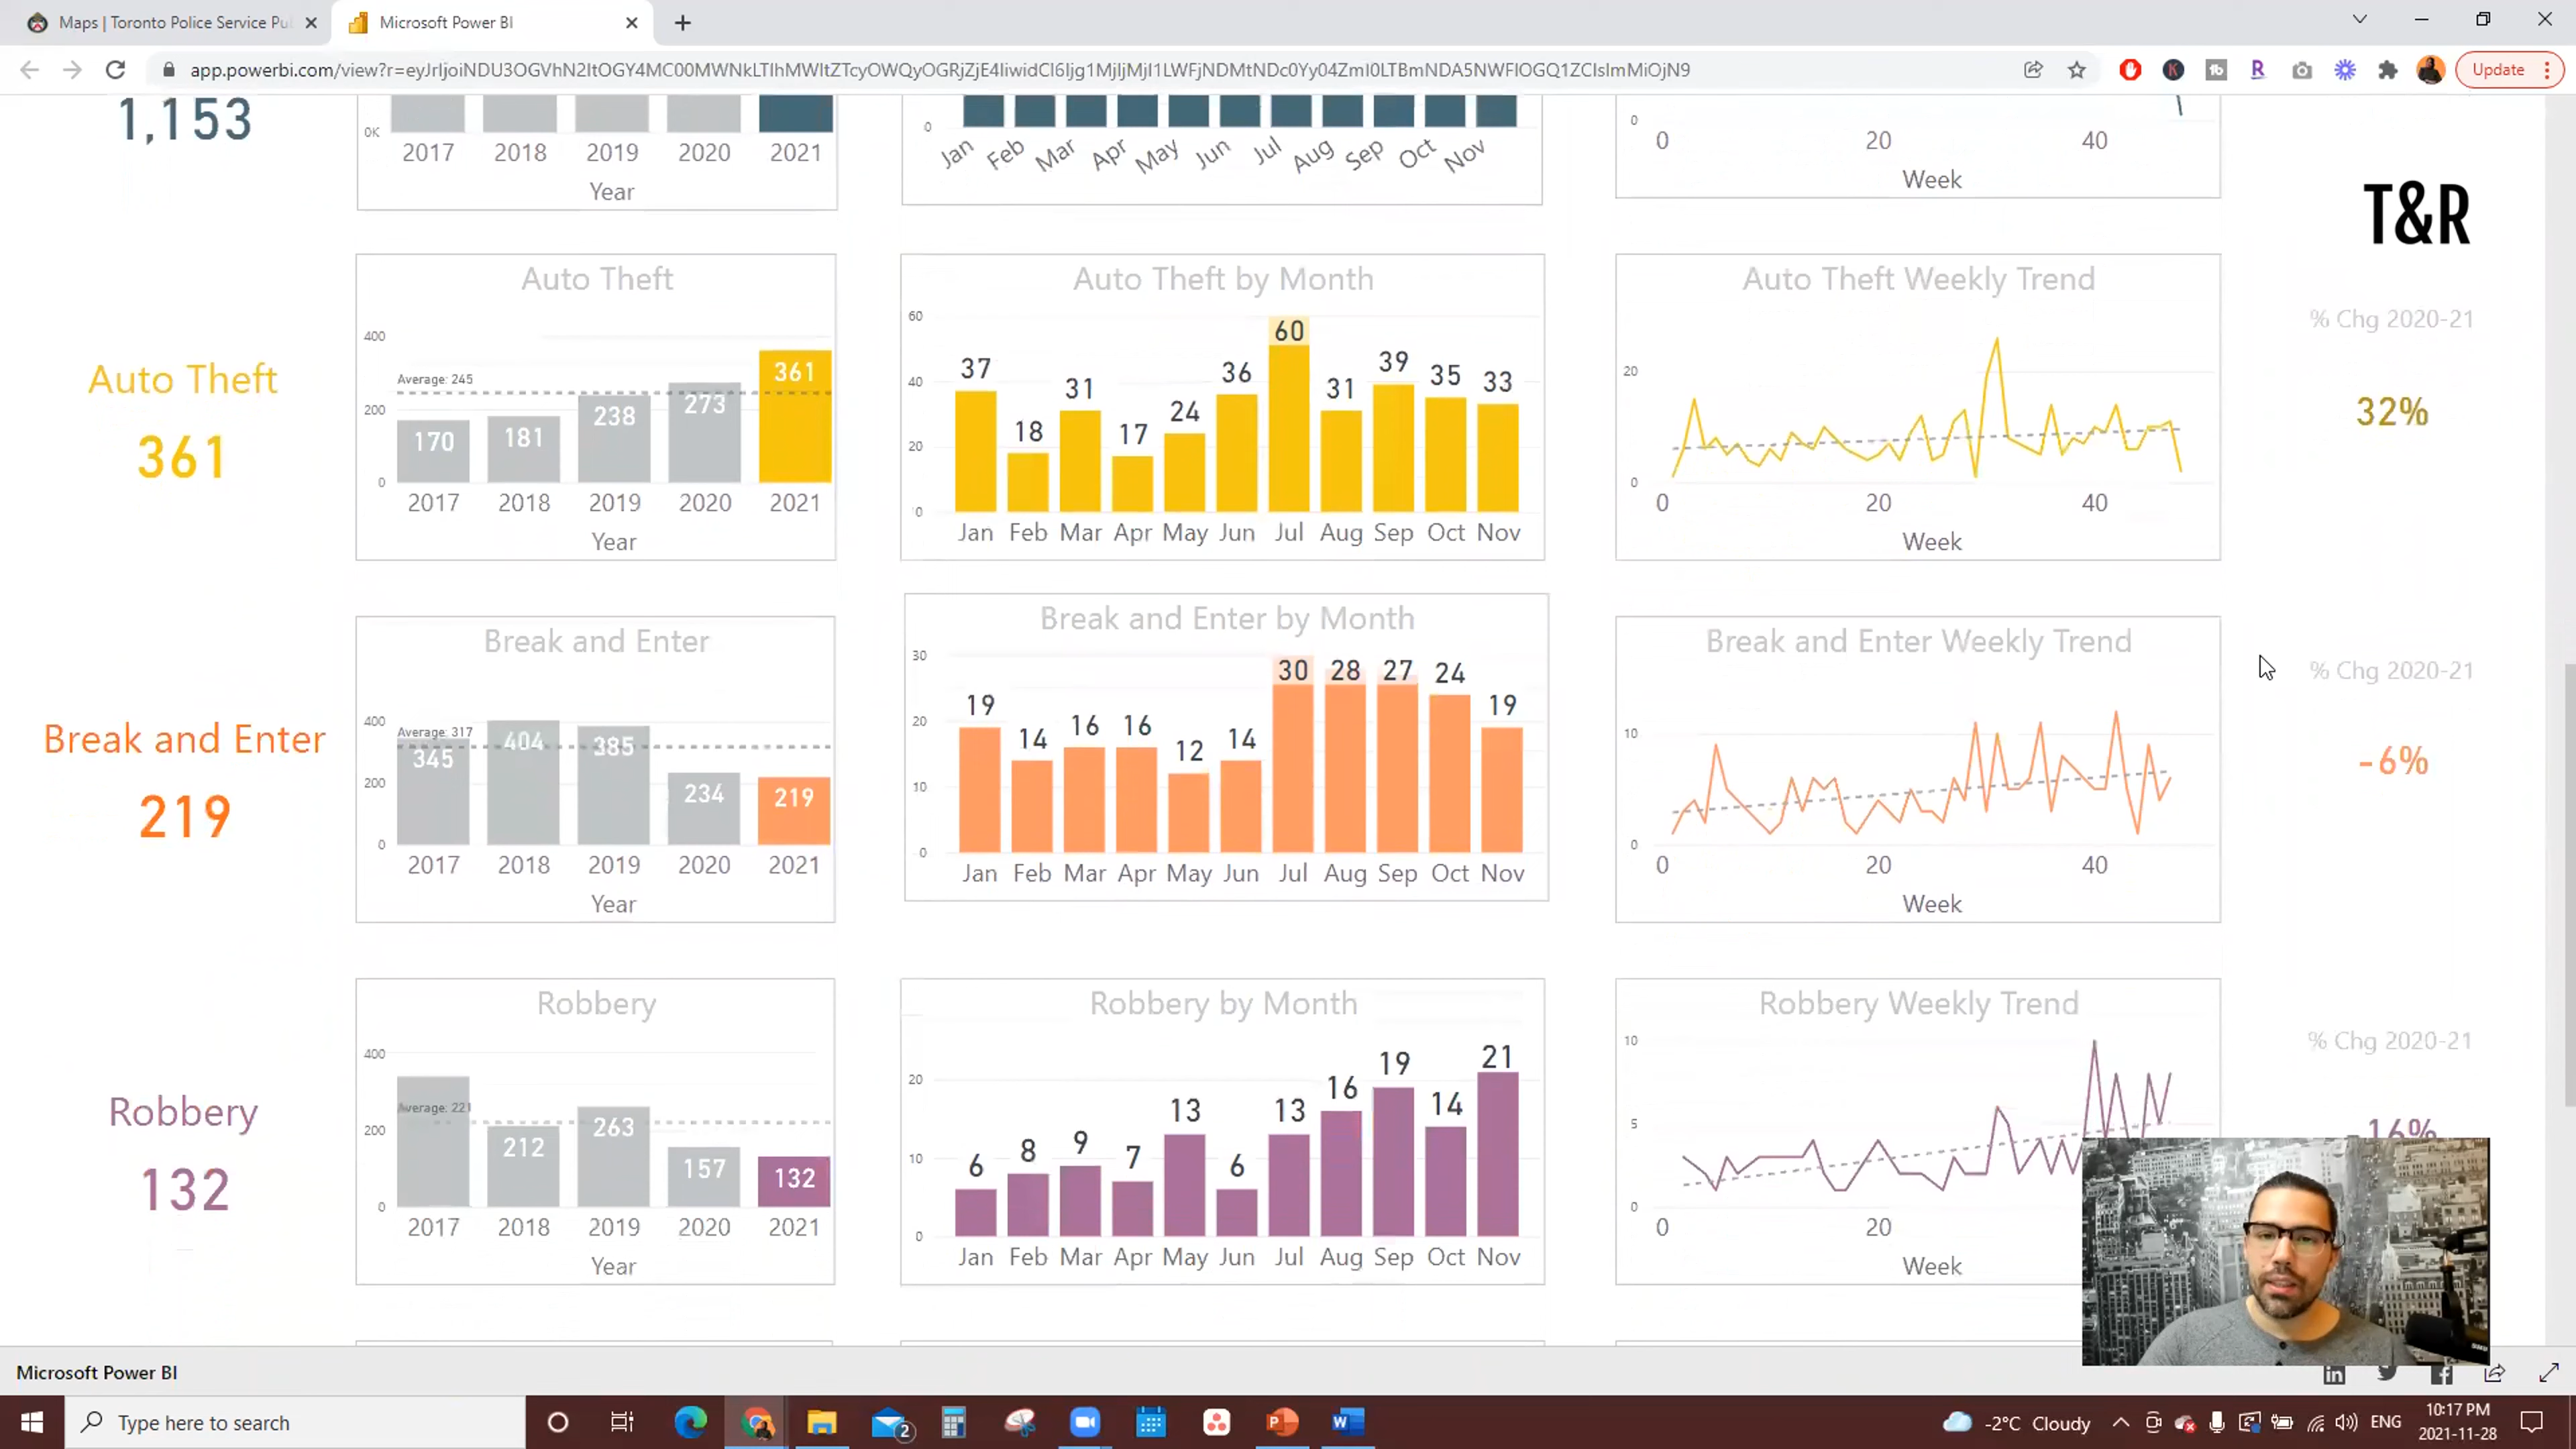 Maps | Toronto Police Service Pu
Microsoft Power BI
Update
1,153
0K
2017 2018 2019 2020 2021
Year
0
Jan Feb Mar Apr May Jun Jul Aug Sep Oct Nov
0
0 20 40
Week
T&R
Auto Theft
361
Auto Theft
400
Average: 245
200
0
170 181 238 273 361
2017 2018 2019 2020 2021
Year
Auto Theft by Month
60
40
20
0
37 18 31 17 24 36 60 31 39 35 33
Jan Feb Mar Apr May Jun Jul Aug Sep Oct Nov
Auto Theft Weekly Trend
20
0
0 20 40
Week
% Chg 2020-21
32%
Break and Enter
219
Break and Enter
400
Average: 317
200
0
345 404 385 234 219
2017 2018 2019 2020 2021
Year
Break and Enter by Month
30
20
10
0
19 14 16 16 12 14 30 28 27 24 19
Jan Feb Mar Apr May Jun Jul Aug Sep Oct Nov
Break and Enter Weekly Trend
10
0
0 20 40
Week
% Chg 2020-21
-6%
Robbery
132
Robbery
400
Average: 221
200
0
212 263 157 132
2017 2018 2019 2020 2021
Year
Robbery by Month
20
10
0
6 8 9 7 13 6 13 16 19 14 21
Jan Feb Mar Apr May Jun Jul Aug Sep Oct Nov
Robbery Weekly Trend
10
5
0
0 20
Week
% Chg 2020-21
-16%
Microsoft Power BI
Type here to search
2
-2°C Cloudy
ENG
10:17 PM
2021-11-28